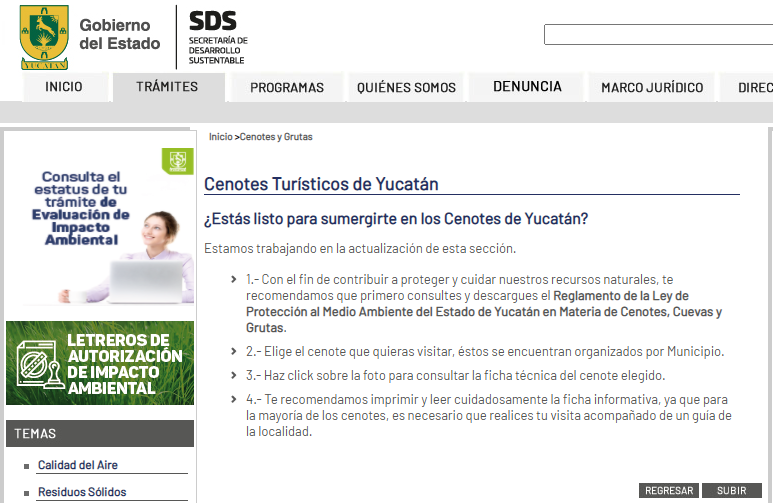 YUCATÁN
Gobierno
del Estado
SDS
SECRETARÍA DE
DESARROLLO
SUSTENTABLE
INICIO
TRÁMITES
PROGRAMAS
QUIÉNES SOMOS
DENUNCIA
MARCO JURÍDICO
DIREC
Inicio >Cenotes y Grutas
Consulta el
estatus de tu
trámite de
Evaluación de
Impacto
Ambiental
LETREROS DE
AUTORIZACIÓN
DE IMPACTO
AMBIENTAL
TEMAS
Calidad del Aire
Residuos Sólidos
Cenotes Turísticos de Yucatán
¿Estás listo para sumergirte en los Cenotes de Yucatán?
Estamos trabajando en la actualización de esta sección.
1.- Con el fin de contribuir a proteger y cuidar nuestros recursos naturales, te
recomendamos que primero consultes y descargues el Reglamento de la Ley de
Protección al Medio Ambiente del Estado de Yucatán en Materia de Cenotes, Cuevas y
Grutas.
2.- Elige el cenote que quieras visitar, éstos se encuentran organizados por Municipio.
3.- Haz click sobre la foto para consultar la ficha técnica del cenote elegido.
4.- Te recomendamos imprimir y leer cuidadosamente la ficha informativa, ya que para
la mayoría de los cenotes, es necesario que realices tu visita acompañado de un guía de
la localidad.
REGRESAR
SUBIR